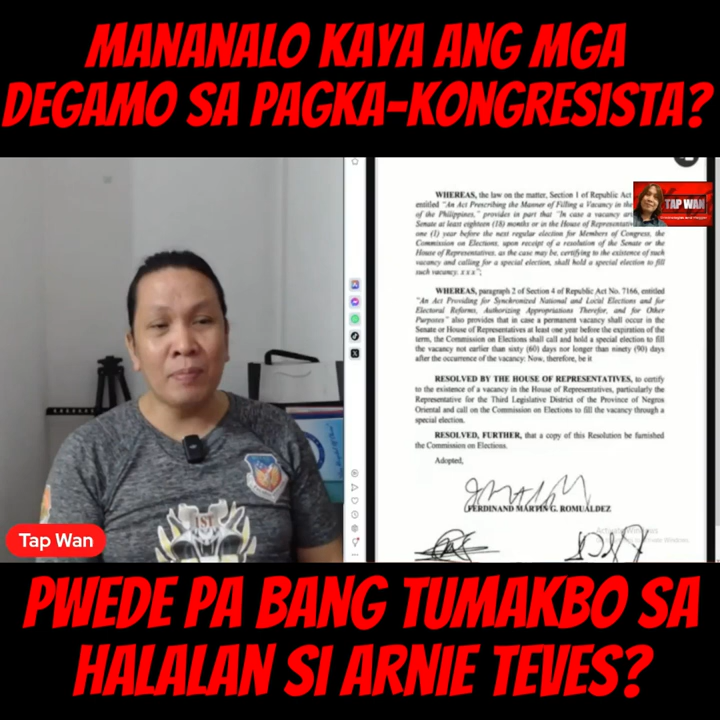 MANANALO KAYA ANG MGA
DEGAMO SA PAGKA-KONGRESISTA?
WHEREAS, the law on the matter, Section 1 of Republic Act
entitled "An Act Prescribing the Manner of Filling a Vacancy in the
of the Philippines," provides in part that "In case a vacancy
Senate at least eighteen (18) months or in the House of Representatives
one (1) year before the next regular election for Members of Congress, the
Commission on Elections, upon receipt of a resolution of the Senate or the
House of Representatives, as the case may be, certifying to the existence of such
vacancy and calling for a special election, shall hold a special election to fill
such vacancy. x x x";
TAP WAN
WHEREAS, paragraph 2 of Section 4 of Republic Act No. 7166, entitled
"An Act Providing for Synchronized National and Local Elections and for
Electoral Reforms, Authorizing Appropriations Therefor, and for Other
Purposes" also provides that in case a permanent vacancy shall occur in the
Senate or House of Representatives at least one year before the expiration of the
term, the Commission on Elections shall call and hold a special election to fill
the vacancy not earlier than sixty (60) days nor longer than ninety (90) days
after the occurrence of the vacancy: Now, therefore, be it
RESOLVED BY THE HOUSE OF REPRESENTATIVES, to certify
to the existence of a vacancy in the House of Representatives, particularly the
Representative for the Third Legislative District of the Province of Negros
Oriental and call on the Commission on Elections to fill the vacancy through a
special election.
RESOLVED, FURTHER, that a copy of this Resolution be furnished
the Commission on Elections.
Adopted,
FERDINAND MARTIN G. ROMUALDEZ
1ST
Tap Wan
PWEDE PA BANG TUMAKBO SA
HALALAN SI ARNIE TEVES?